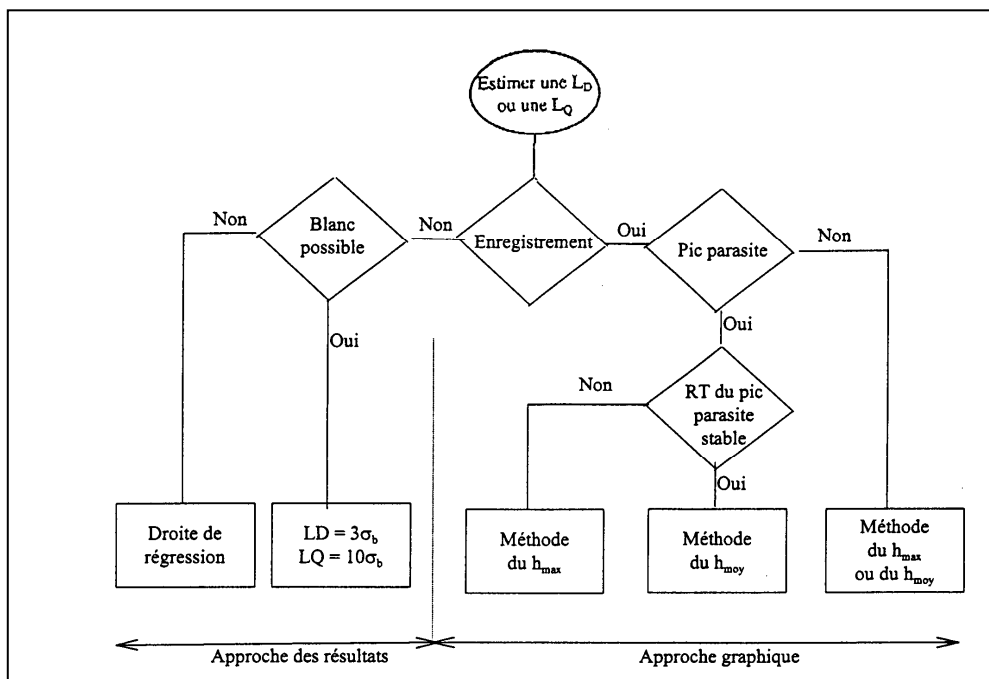 Estimer une L_D
ou une L_Q
Non
Blanc
possible
Non
Enregistrement
Oui
Pic parasite
Non
Oui
Oui
Non
RT du pic
parasite
stable
Oui
Droite de
régression
LD = 3σ_b
LQ = 10σ_b
Méthode
du h_max
Méthode
du h_moy
Méthode
du h_max
ou du h_moy
Approche des résultats
Approche graphique